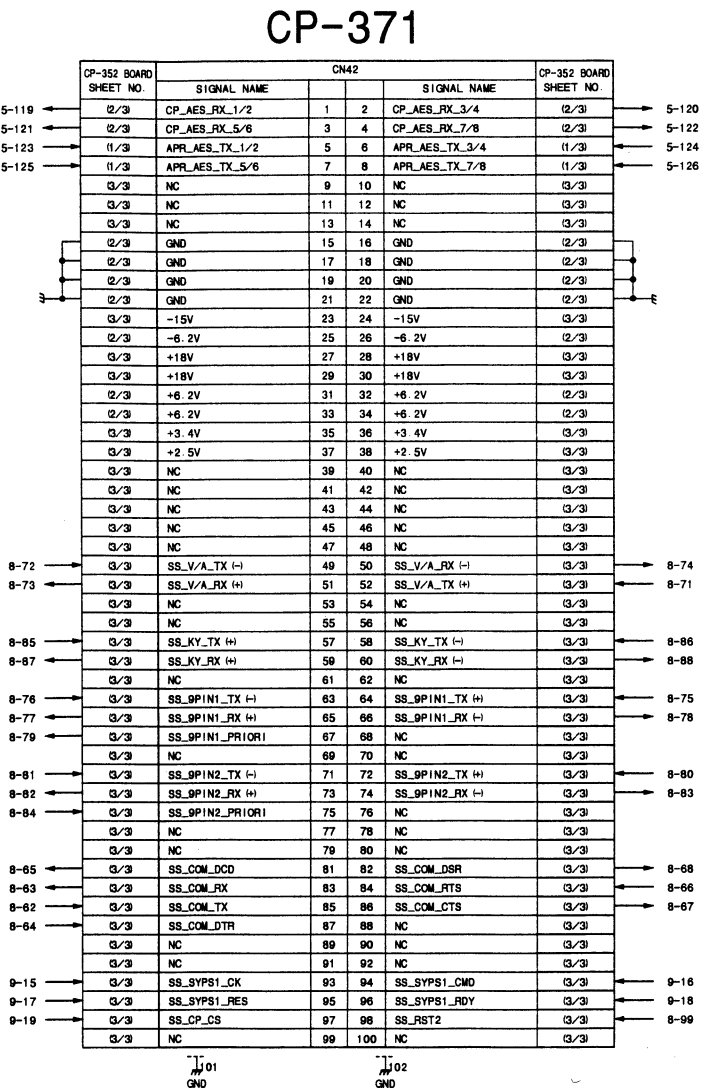 CP-371
CN42
CP-352 BOARD SHEET NO. SIGNAL NAME SIGNAL NAME CP-352 BOARD SHEET NO.
5-119 (2/3) CP_AES_RX_1/2 1 2 CP_AES_RX_3/4 (2/3) 5-120
5-121 (2/3) CP_AES_RX_5/6 3 4 CP_AES_RX_7/8 (2/3) 5-122
5-123 (1/3) APR_AES_TX_1/2 5 6 APR_AES_TX_3/4 (1/3) 5-124
5-125 (1/3) APR_AES_TX_5/6 7 8 APR_AES_TX_7/8 (1/3) 5-126
(3/3) NC 9 10 NC (3/3)
(3/3) NC 11 12 NC (3/3)
(3/3) NC 13 14 NC (3/3)
(2/3) GND 15 16 GND (2/3)
(2/3) GND 17 18 GND (2/3)
(2/3) GND 19 20 GND (2/3)
(2/3) GND 21 22 GND (2/3)
(3/3) -15V 23 24 -15V (3/3)
(2/3) -6.2V 25 26 -6.2V (2/3)
(3/3) +18V 27 28 +18V (3/3)
(3/3) +18V 29 30 +18V (3/3)
(2/3) +6.2V 31 32 +6.2V (2/3)
(2/3) +6.2V 33 34 +6.2V (2/3)
(3/3) +3.4V 35 36 +3.4V (3/3)
(3/3) +2.5V 37 38 +2.5V (3/3)
(3/3) NC 39 40 NC (3/3)
(3/3) NC 41 42 NC (3/3)
(3/3) NC 43 44 NC (3/3)
(3/3) NC 45 46 NC (3/3)
(3/3) NC 47 48 NC (3/3)
8-72 (3/3) SS_V/A_TX (-) 49 50 SS_V/A_RX (-) (3/3) 8-74
8-73 (3/3) SS_V/A_RX (+) 51 52 SS_V/A_TX (+) (3/3) 8-71
(3/3) NC 53 54 NC (3/3)
(3/3) NC 55 56 NC (3/3)
8-85 (3/3) SS_KY_TX (+) 57 58 SS_KY_TX (-) (3/3) 8-86
8-87 (3/3) SS_KY_RX (+) 59 60 SS_KY_RX (-) (3/3) 8-88
(3/3) NC 61 62 NC (3/3)
8-76 (3/3) SS_9PIN1_TX (-) 63 64 SS_9PIN1_TX (+) (3/3) 8-75
8-77 (3/3) SS_9PIN1_RX (+) 65 66 SS_9PIN1_RX (-) (3/3) 8-78
8-79 (3/3) SS_9PIN1_PRIORI 67 68 NC (3/3)
(3/3) NC 69 70 NC (3/3)
8-81 (3/3) SS_9PIN2_TX (-) 71 72 SS_9PIN2_TX (+) (3/3) 8-80
8-82 (3/3) SS_9PIN2_RX (+) 73 74 SS_9PIN2_RX (-) (3/3) 8-83
8-84 (3/3) SS_9PIN2_PRIORI 75 76 NC (3/3)
(3/3) NC 77 78 NC (3/3)
(3/3) NC 79 80 NC (3/3)
8-65 (3/3) SS_COM_DCD 81 82 SS_COM_DSR (3/3) 8-68
8-63 (3/3) SS_COM_RX 83 84 SS_COM_RTS (3/3) 8-66
8-62 (3/3) SS_COM_TX 85 86 SS_COM_CTS (3/3) 8-67
8-64 (3/3) SS_COM_DTR 87 88 NC (3/3)
(3/3) NC 89 90 NC (3/3)
(3/3) NC 91 92 NC (3/3)
9-15 (3/3) SS_SYPS1_CK 93 94 SS_SYPS1_CMD (3/3) 9-16
9-17 (3/3) SS_SYPS1_RES 95 96 SS_SYPS1_RDY (3/3) 9-18
9-19 (3/3) SS_CP_CS 97 98 SS_RST2 (3/3) 8-99
(3/3) NC 99 100 NC (3/3)
101 102
GND GND